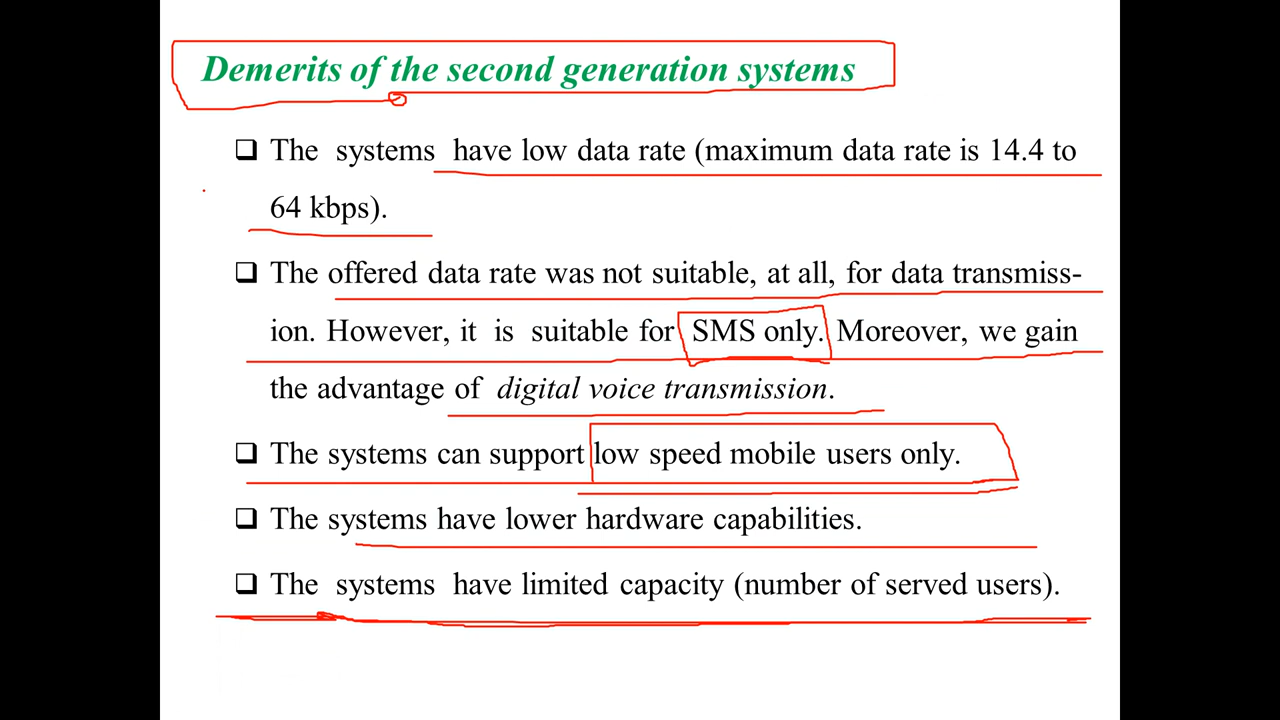 Demerits of the second generation systems
❑ The systems have low data rate (maximum data rate is 14.4 to
64 kbps).
❑ The offered data rate was not suitable, at all, for data transmiss-
ion. However, it is suitable for SMS only. Moreover, we gain
the advantage of digital voice transmission.
❑ The systems can support low speed mobile users only.
❑ The systems have lower hardware capabilities.
❑ The systems have limited capacity (number of served users).